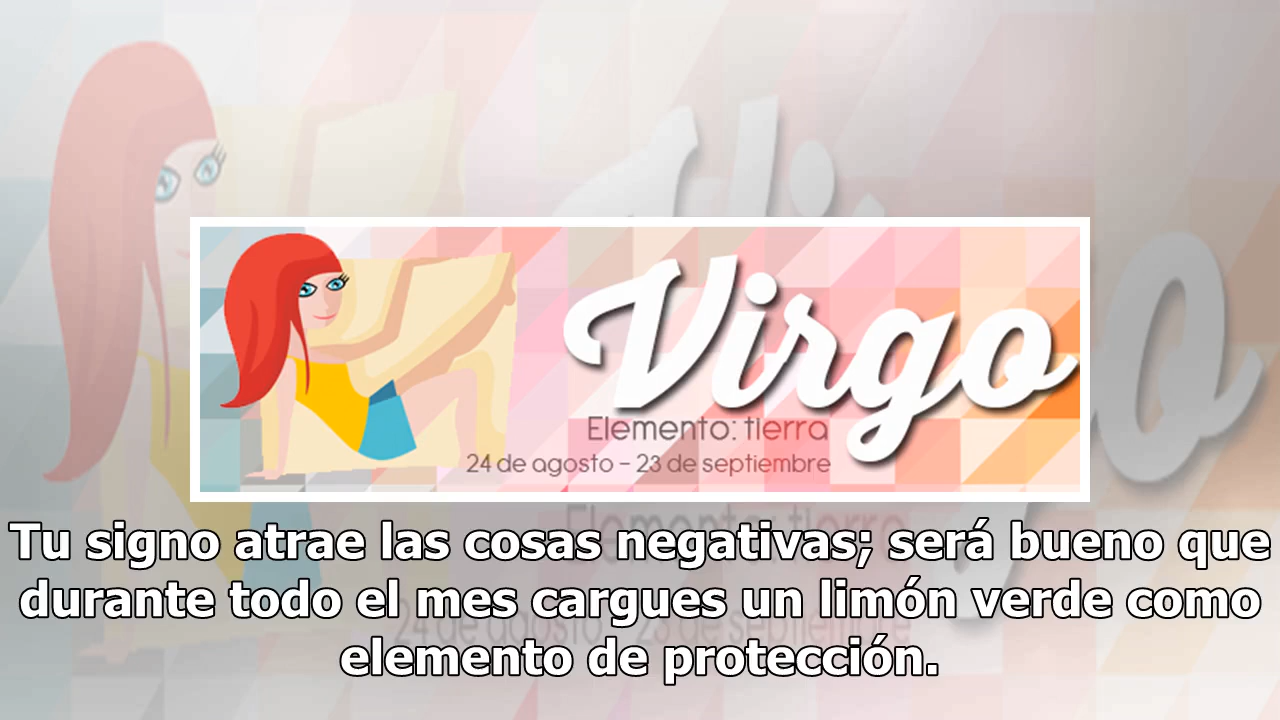 Virgo
Elemento: tierra
24 de agosto – 23 de septiembre
Tu signo atrae las cosas negativas; será bueno que
durante todo el mes cargues un limón verde como
elemento de protección.